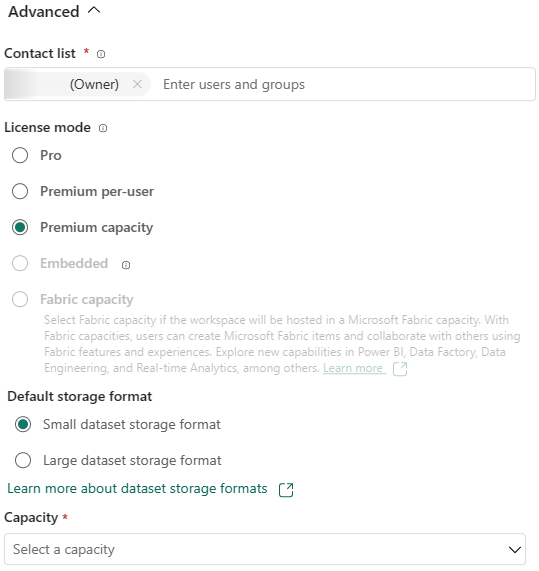 Advanced
Contact list *
(Owner) Enter users and groups
License mode
Pro
Premium per-user
Premium capacity
Embedded
Fabric capacity
Select Fabric capacity if the workspace will be hosted in a Microsoft Fabric capacity. With
Fabric capacities, users can create Microsoft Fabric items and collaborate with others using
Fabric features and experiences. Explore new capabilities in Power BI, Data Factory, Data
Engineering, and Real-time Analytics, among others. Learn more
Default storage format
Small dataset storage format
Large dataset storage format
Learn more about dataset storage formats
Capacity *
Select a capacity